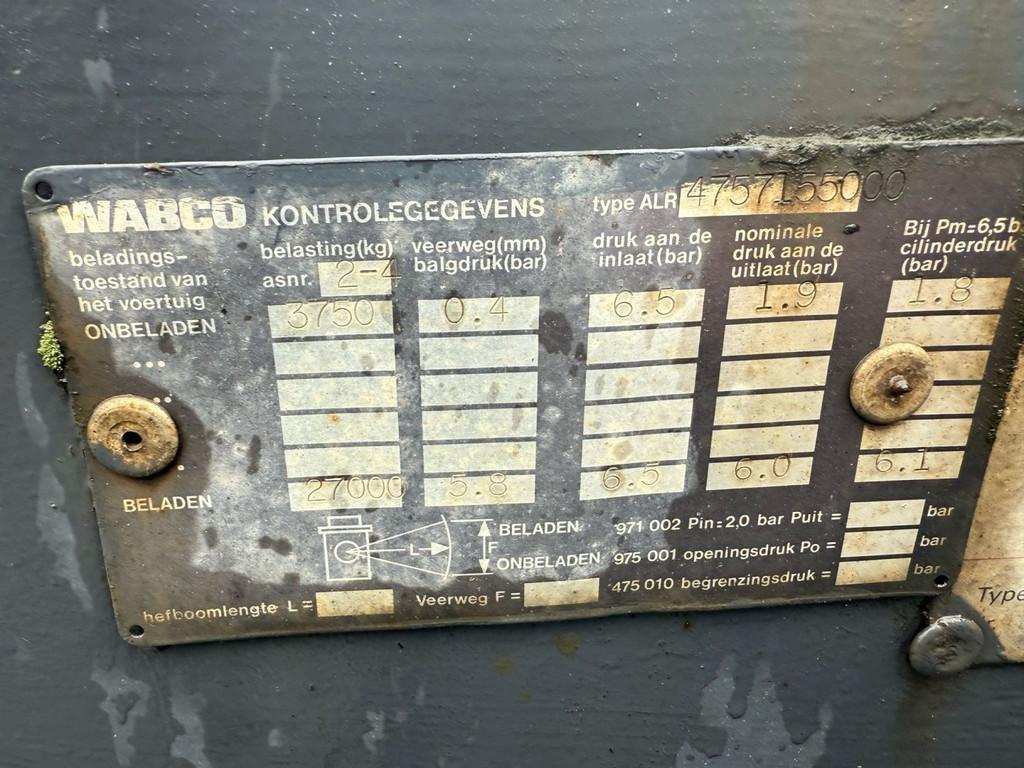 WABCO KONTROLEGEGEVENS type ALR 4757155000
beladings- belasting(kg) veerweg(mm) druk aan de nominale Bij Pm=6,5 b
toestand van asnr. 2-4 balgdruk(bar) inlaat(bar) druk aan de cilinderdruk
het voertuig uitlaat(bar) (bar)
ONBELADEN 3750 0.4 6.5 1.9 1.8
...
BELADEN 27000 5.8 6.5 6.0 6.1
BELADEN 971 002 Pin=2,0 bar Puit = bar
L F
ONBELADEN 975 001 openingsdruk Po = bar
hefboomlengte L = Veerweg F = 475 010 begrenzingsdruk = bar
Type